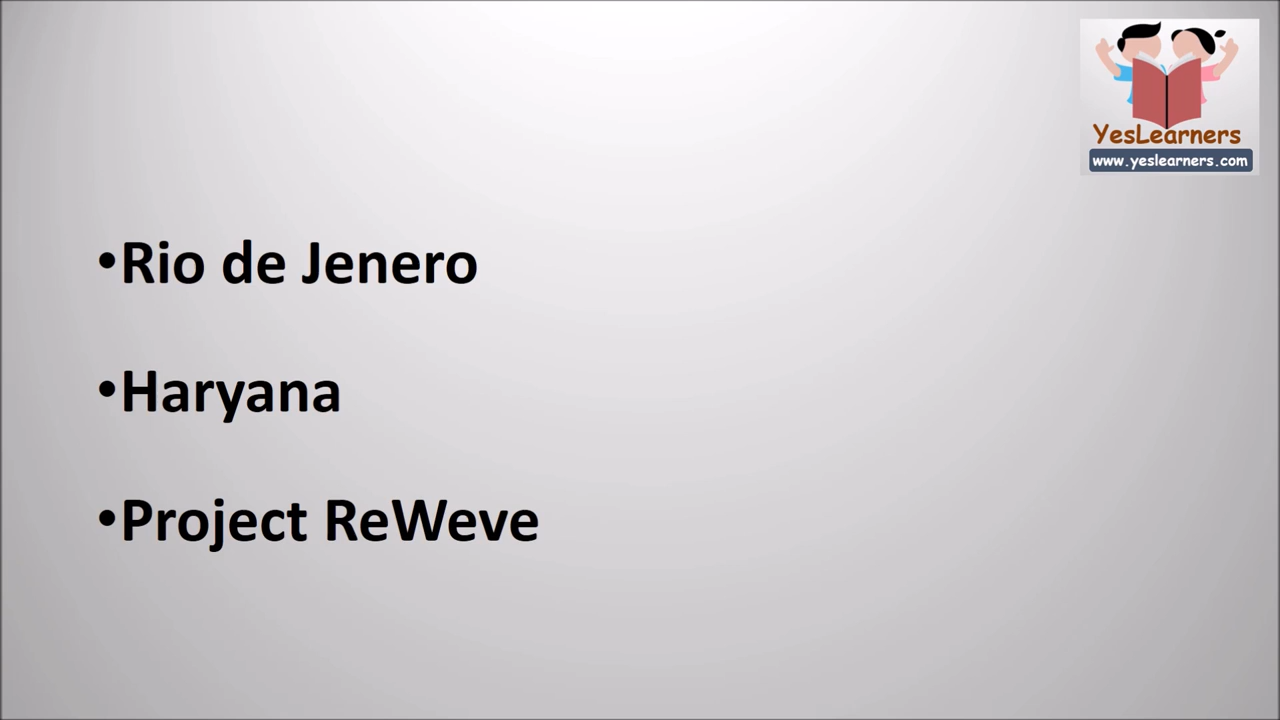 YesLearners
www.yeslearners.com
•Rio de Jenero
•Haryana
•Project ReWeve